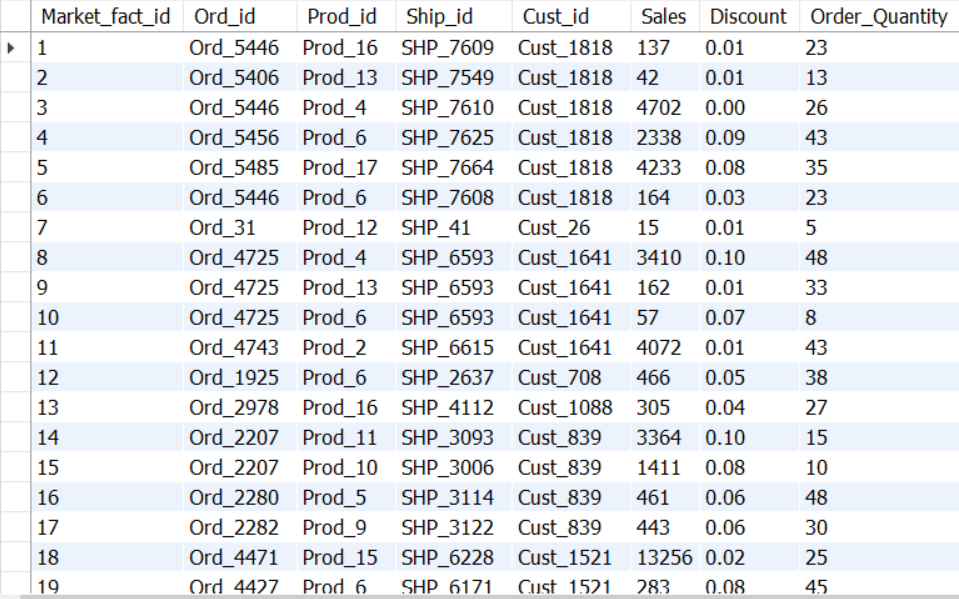 Market_fact_id Ord_id Prod_id Ship_id Cust_id Sales Discount Order_Quantity
1 Ord_5446 Prod_16 SHP_7609 Cust_1818 137 0.01 23
2 Ord_5406 Prod_13 SHP_7549 Cust_1818 42 0.01 13
3 Ord_5446 Prod_4 SHP_7610 Cust_1818 4702 0.00 26
4 Ord_5456 Prod_6 SHP_7625 Cust_1818 2338 0.09 43
5 Ord_5485 Prod_17 SHP_7664 Cust_1818 4233 0.08 35
6 Ord_5446 Prod_6 SHP_7608 Cust_1818 164 0.03 23
7 Ord_31 Prod_12 SHP_41 Cust_26 15 0.01 5
8 Ord_4725 Prod_4 SHP_6593 Cust_1641 3410 0.10 48
9 Ord_4725 Prod_13 SHP_6593 Cust_1641 162 0.01 33
10 Ord_4725 Prod_6 SHP_6593 Cust_1641 57 0.07 8
11 Ord_4743 Prod_2 SHP_6615 Cust_1641 4072 0.01 43
12 Ord_1925 Prod_6 SHP_2637 Cust_708 466 0.05 38
13 Ord_2978 Prod_16 SHP_4112 Cust_1088 305 0.04 27
14 Ord_2207 Prod_11 SHP_3093 Cust_839 3364 0.10 15
15 Ord_2207 Prod_10 SHP_3006 Cust_839 1411 0.08 10
16 Ord_2280 Prod_5 SHP_3114 Cust_839 461 0.06 48
17 Ord_2282 Prod_9 SHP_3122 Cust_839 443 0.06 30
18 Ord_4471 Prod_15 SHP_6228 Cust_1521 13256 0.02 25
19 Ord_4427 Prod_6 SHP_6171 Cust_1521 283 0.08 45